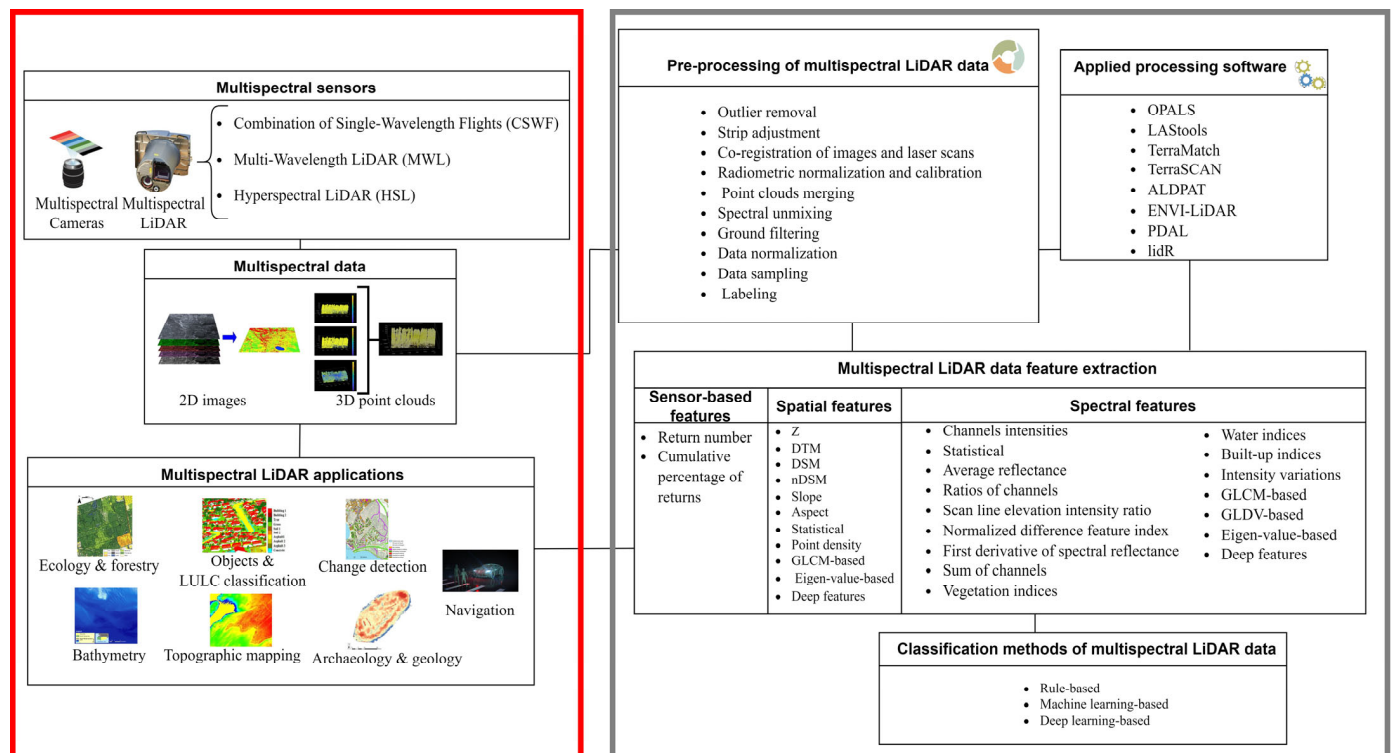 Multispectral sensors
Multispectral
Cameras
Multispectral
LiDAR
• Combination of Single-Wavelength Flights (CSWF)
• Multi-Wavelength LiDAR (MWL)
• Hyperspectral LiDAR (HSL)
Multispectral data
2D images
3D point clouds
Multispectral LiDAR applications
Ecology & forestry
Objects &
LULC classification
Change detection
Navigation
Bathymetry
Topographic mapping
Archaeology & geology
Pre-processing of multispectral LiDAR data
• Outlier removal
• Strip adjustment
• Co-registration of images and laser scans
• Radiometric normalization and calibration
• Point clouds merging
• Spectral unmixing
• Ground filtering
• Data normalization
• Data sampling
• Labeling
Applied processing software
• OPALS
• LAStools
• TerraMatch
• TerraSCAN
• ALDPAT
• ENVI-LiDAR
• PDAL
• lidR
Multispectral LiDAR data feature extraction
Sensor-based
features
• Return number
• Cumulative
percentage of
returns
Spatial features
• Z
• DTM
• DSM
• nDSM
• Slope
• Aspect
• Statistical
• Point density
• GLCM-based
• Eigen-value-based
• Deep features
Spectral features
• Channels intensities
• Statistical
• Average reflectance
• Ratios of channels
• Scan line elevation intensity ratio
• Normalized difference feature index
• First derivative of spectral reflectance
• Sum of channels
• Vegetation indices
• Water indices
• Built-up indices
• Intensity variations
• GLCM-based
• GLDV-based
• Eigen-value-based
• Deep features
Classification methods of multispectral LiDAR data
• Rule-based
• Machine learning-based
• Deep learning-based